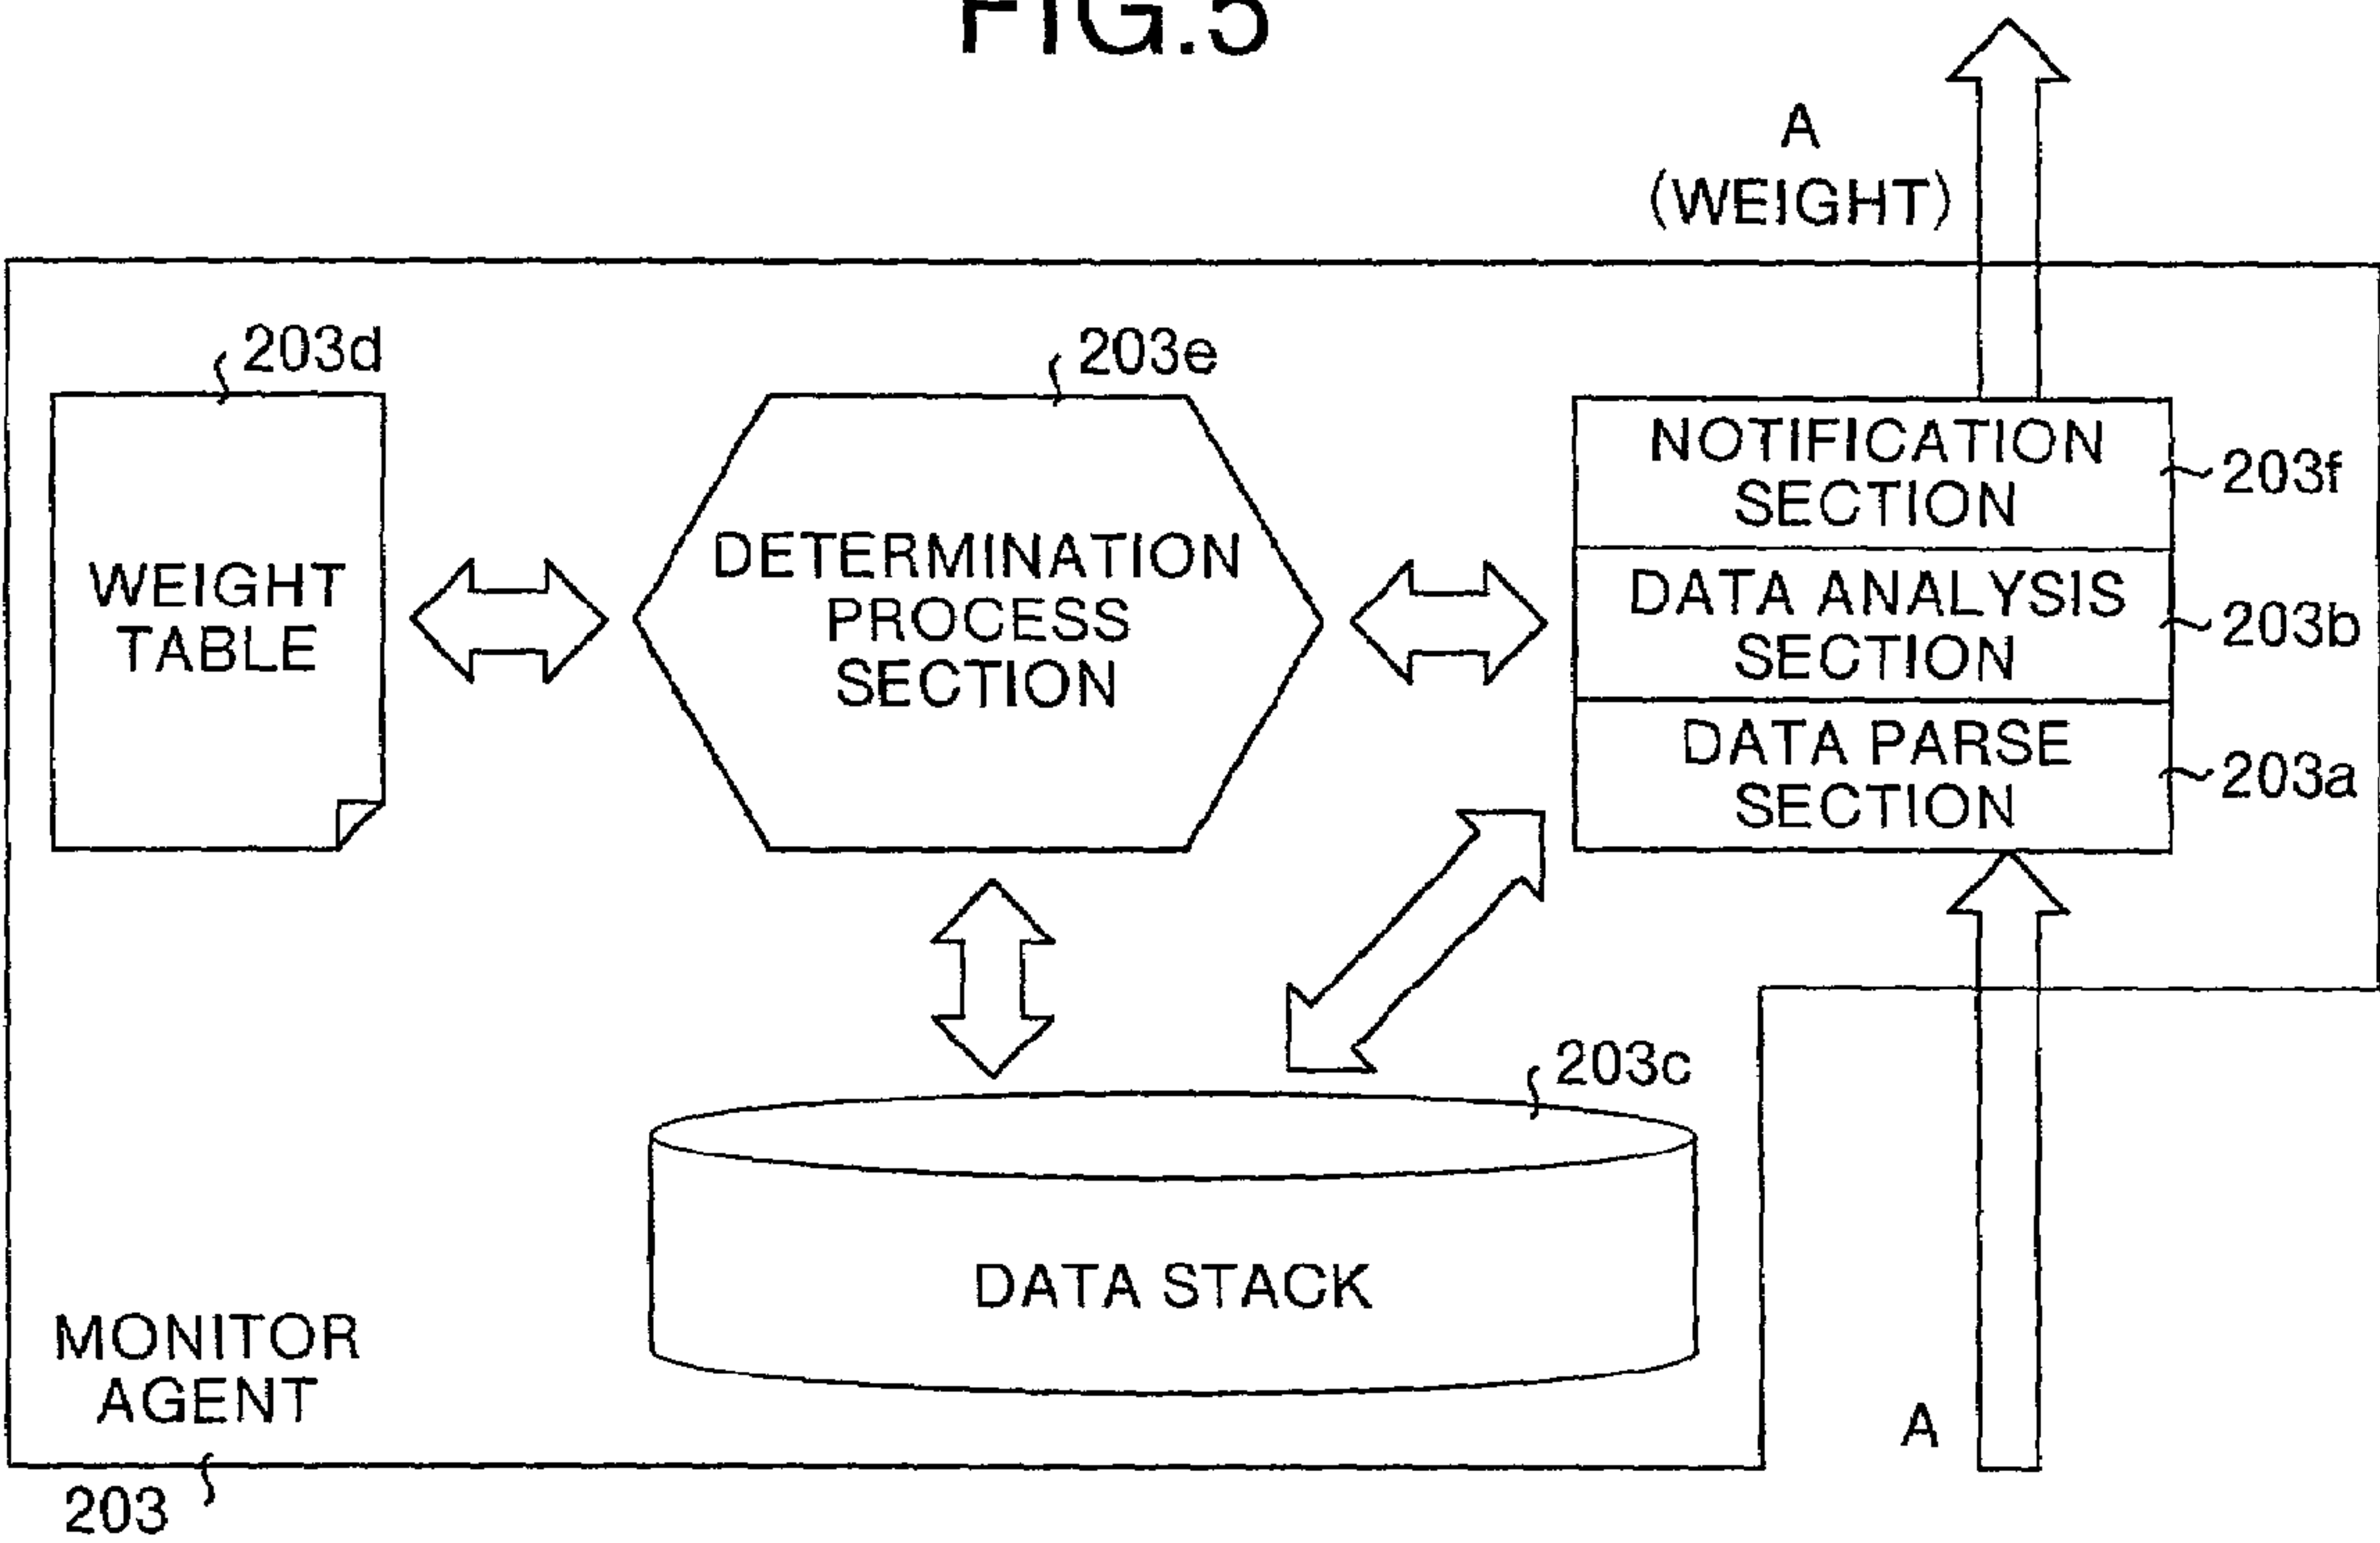 FIG.5
A
(WEIGHT)
203d
203e
NOTIFICATION
SECTION
203f
WEIGHT
TABLE
DETERMINATION
PROCESS
SECTION
DATA ANALYSIS
SECTION
203b
DATA PARSE
SECTION
203a
203c
DATA STACK
MONITOR
AGENT
A
203